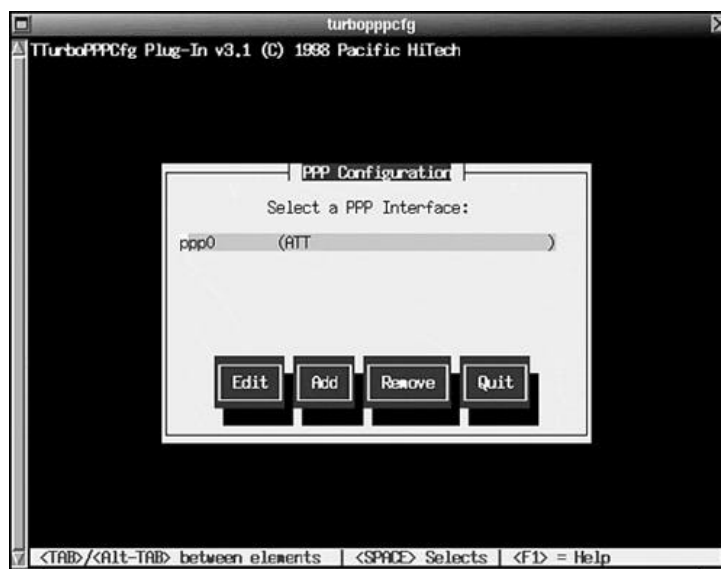 turbopppcfg
TTurboPPPCfg Plug-In v3.1 (C) 1998 Pacific HiTech
PPP Configuration
Select a PPP Interface:
ppp0 (ATT )
Edit Add Remove Quit
<TAB>/<Alt-TAB> between elements | <SPACE> Selects | <F1> = Help